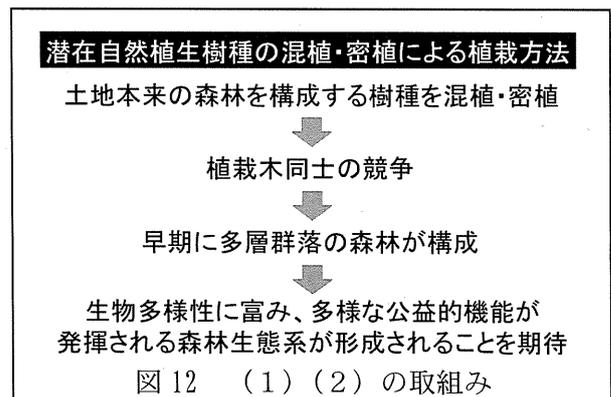 潜在自然植生樹種の混植・密植による植栽方法
土地本来の森林を構成する樹種を混植・密植
植栽木同士の競争
早期に多層群落の森林が構成
生物多様性に富み、多様な公益的機能が
発揮される森林生態系が形成されることを期待
図12　（1）（2）の取組み